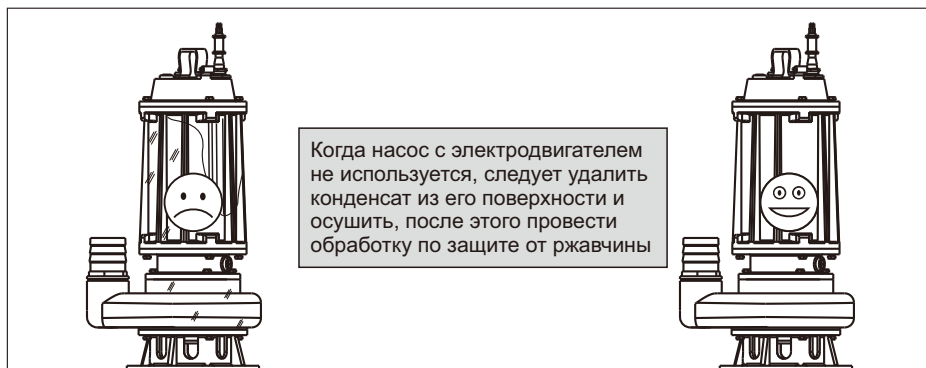 Когда насос с электродвигателем
не используется, следует удалить
конденсат из его поверхности и
осушить, после этого провести
обработку по защите от ржавчины